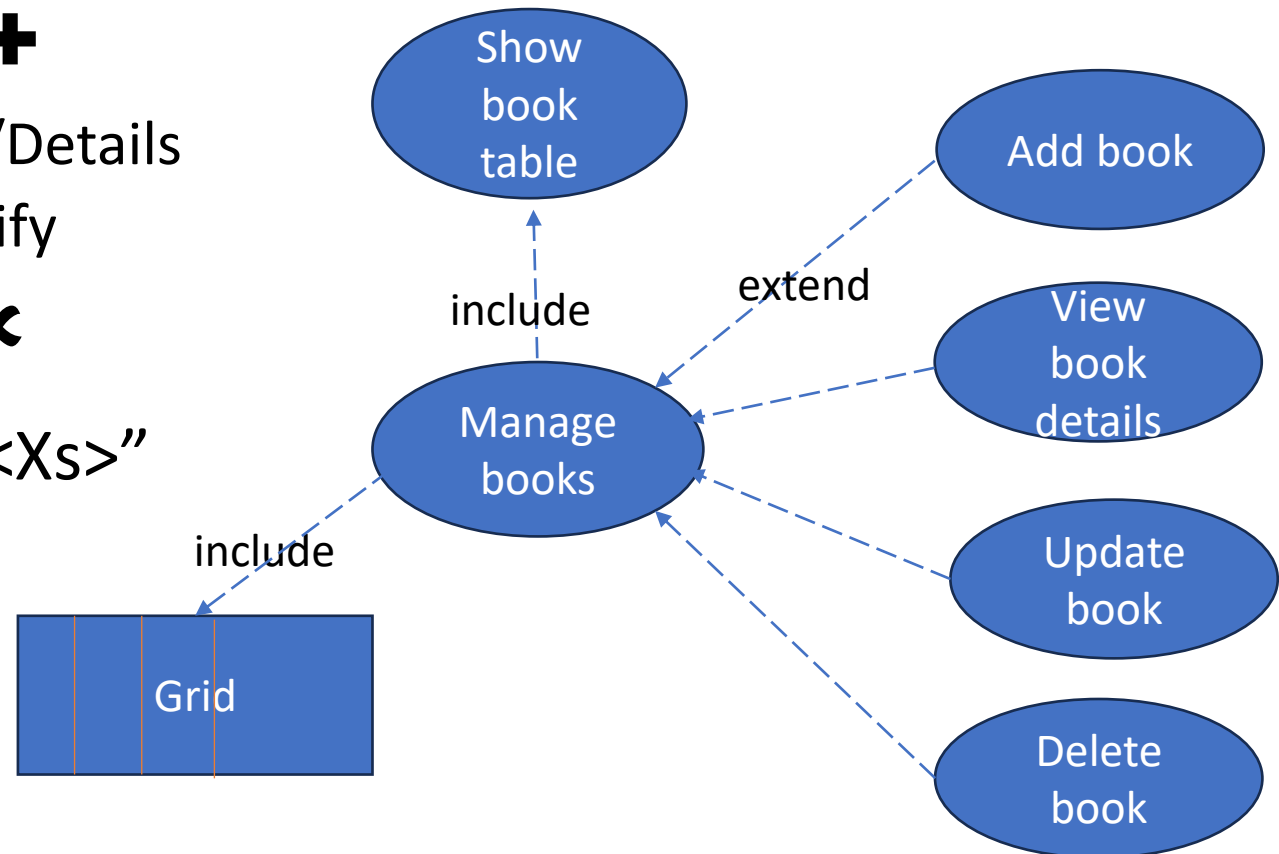 +
/Details
ify
<Xs>”
Show
book
table
include
extend
Manage
books
include
Grid
Add book
View
book
details
Update
book
Delete
book